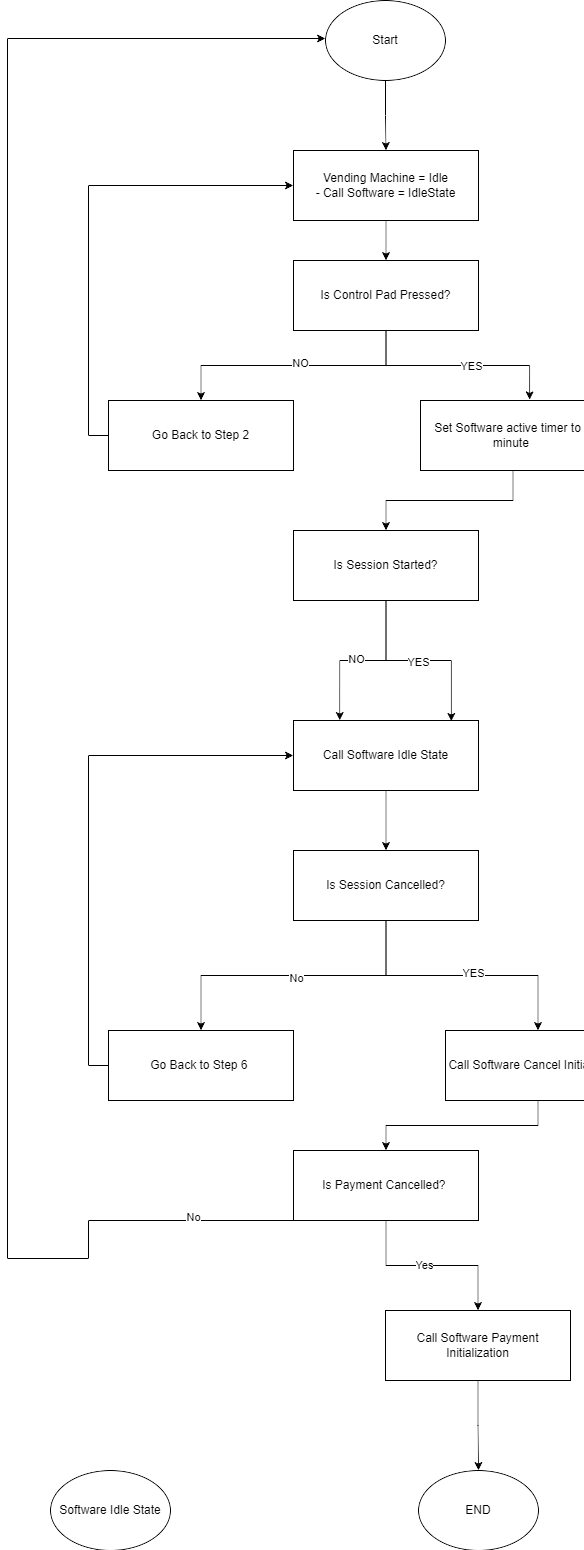 Start
Vending Machine = Idle
- Call Software = IdleState
Is Control Pad Pressed?
NO
YES
Go Back to Step 2
Set Software active timer to
minute
Is Session Started?
NO
YES
Call Software Idle State
Is Session Cancelled?
No
YES
Go Back to Step 6
Call Software Cancel
Is Payment Cancelled?
No
Yes
Call Software Payment
Initialization
Software Idle State
END